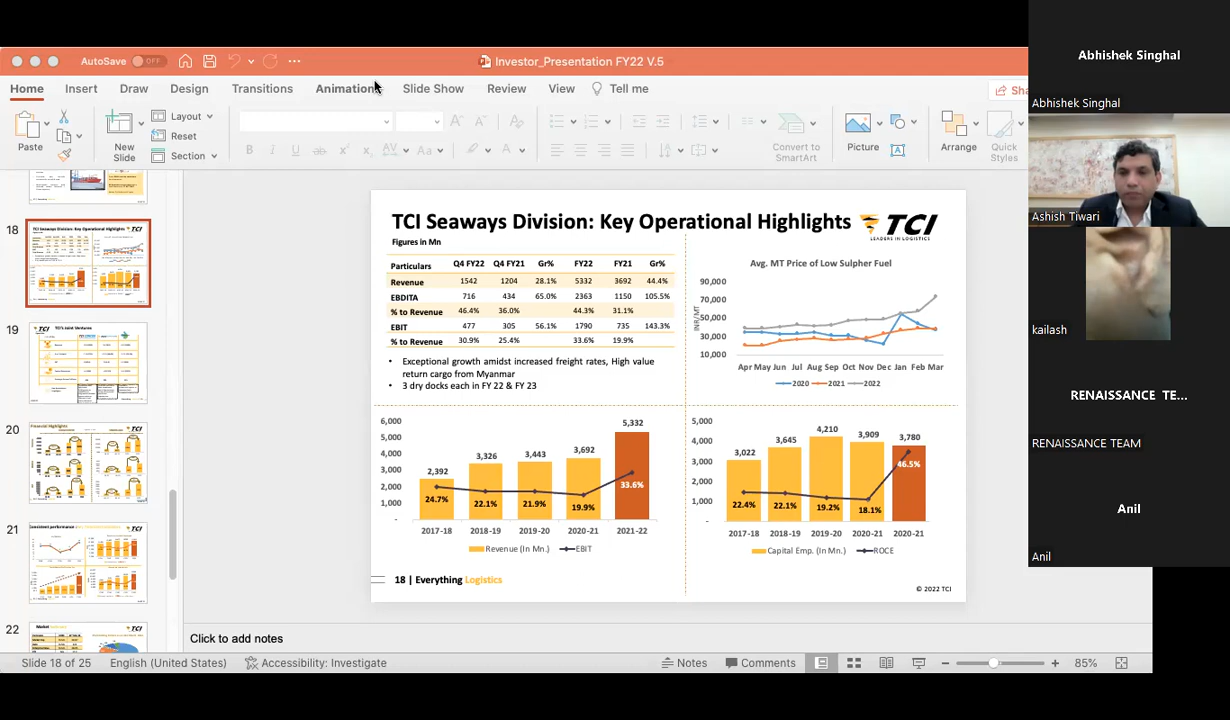 AutoSave OFF
Investor_Presentation FY22 V.5
Home Insert Draw Design Transitions Animations Slide Show Review View Tell me
Paste
New Slide
Layout
Reset
Section
Convert to SmartArt
Picture
Arrange
Quick Styles
18
19
20
21
22
TCI Seaways Division: Key Operational Highlights
TCI
LEADERS IN LOGISTICS
Figures in Mn
Particulars Q4 FY22 Q4 FY21 Gr% FY22 FY21 Gr%
Revenue 1542 1204 28.1% 5332 3692 44.4%
EBDITA 716 434 65.0% 2363 1150 105.5%
% to Revenue 46.4% 36.0% 44.3% 31.1%
EBIT 477 305 56.1% 1790 735 143.3%
% to Revenue 30.9% 25.4% 33.6% 19.9%
• Exceptional growth amidst increased freight rates, High value
return cargo from Myanmar
• 3 dry docks each in FY 22 & FY 23
Avg. MT Price of Low Sulpher Fuel
INR/MT
90,000
70,000
50,000
30,000
10,000
Apr May Jun Jul Aug Sep Oct Nov Dec Jan Feb Mar
2020 2021 2022
6,000
5,000
4,000
3,000
2,000
1,000
-
2,392 3,326 3,443 3,692 5,332
24.7% 22.1% 21.9% 19.9% 33.6%
2017-18 2018-19 2019-20 2020-21 2021-22
Revenue (In Mn.) EBIT
5,000
4,000
3,000
2,000
1,000
-
3,022 3,645 4,210 3,909 3,780
22.4% 22.1% 19.2% 18.1% 46.5%
2017-18 2018-19 2019-20 2020-21 2020-21
Capital Emp. (In Mn.) ROCE
18 | Everything Logistics
© 2022 TCI
Click to add notes
Slide 18 of 25 English (United States) Accessibility: Investigate Notes Comments 85%
Abhishek Singhal
Abhishek Singhal
Ashish Tiwari
kailash
RENAISSANCE TE...
RENAISSANCE TEAM
Anil
Anil